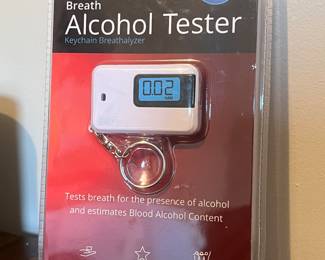 Breath
Alcohol Tester
Keychain Breathalyzer
0.02
Tests breath for the presence of alcohol
and estimates Blood Alcohol Content